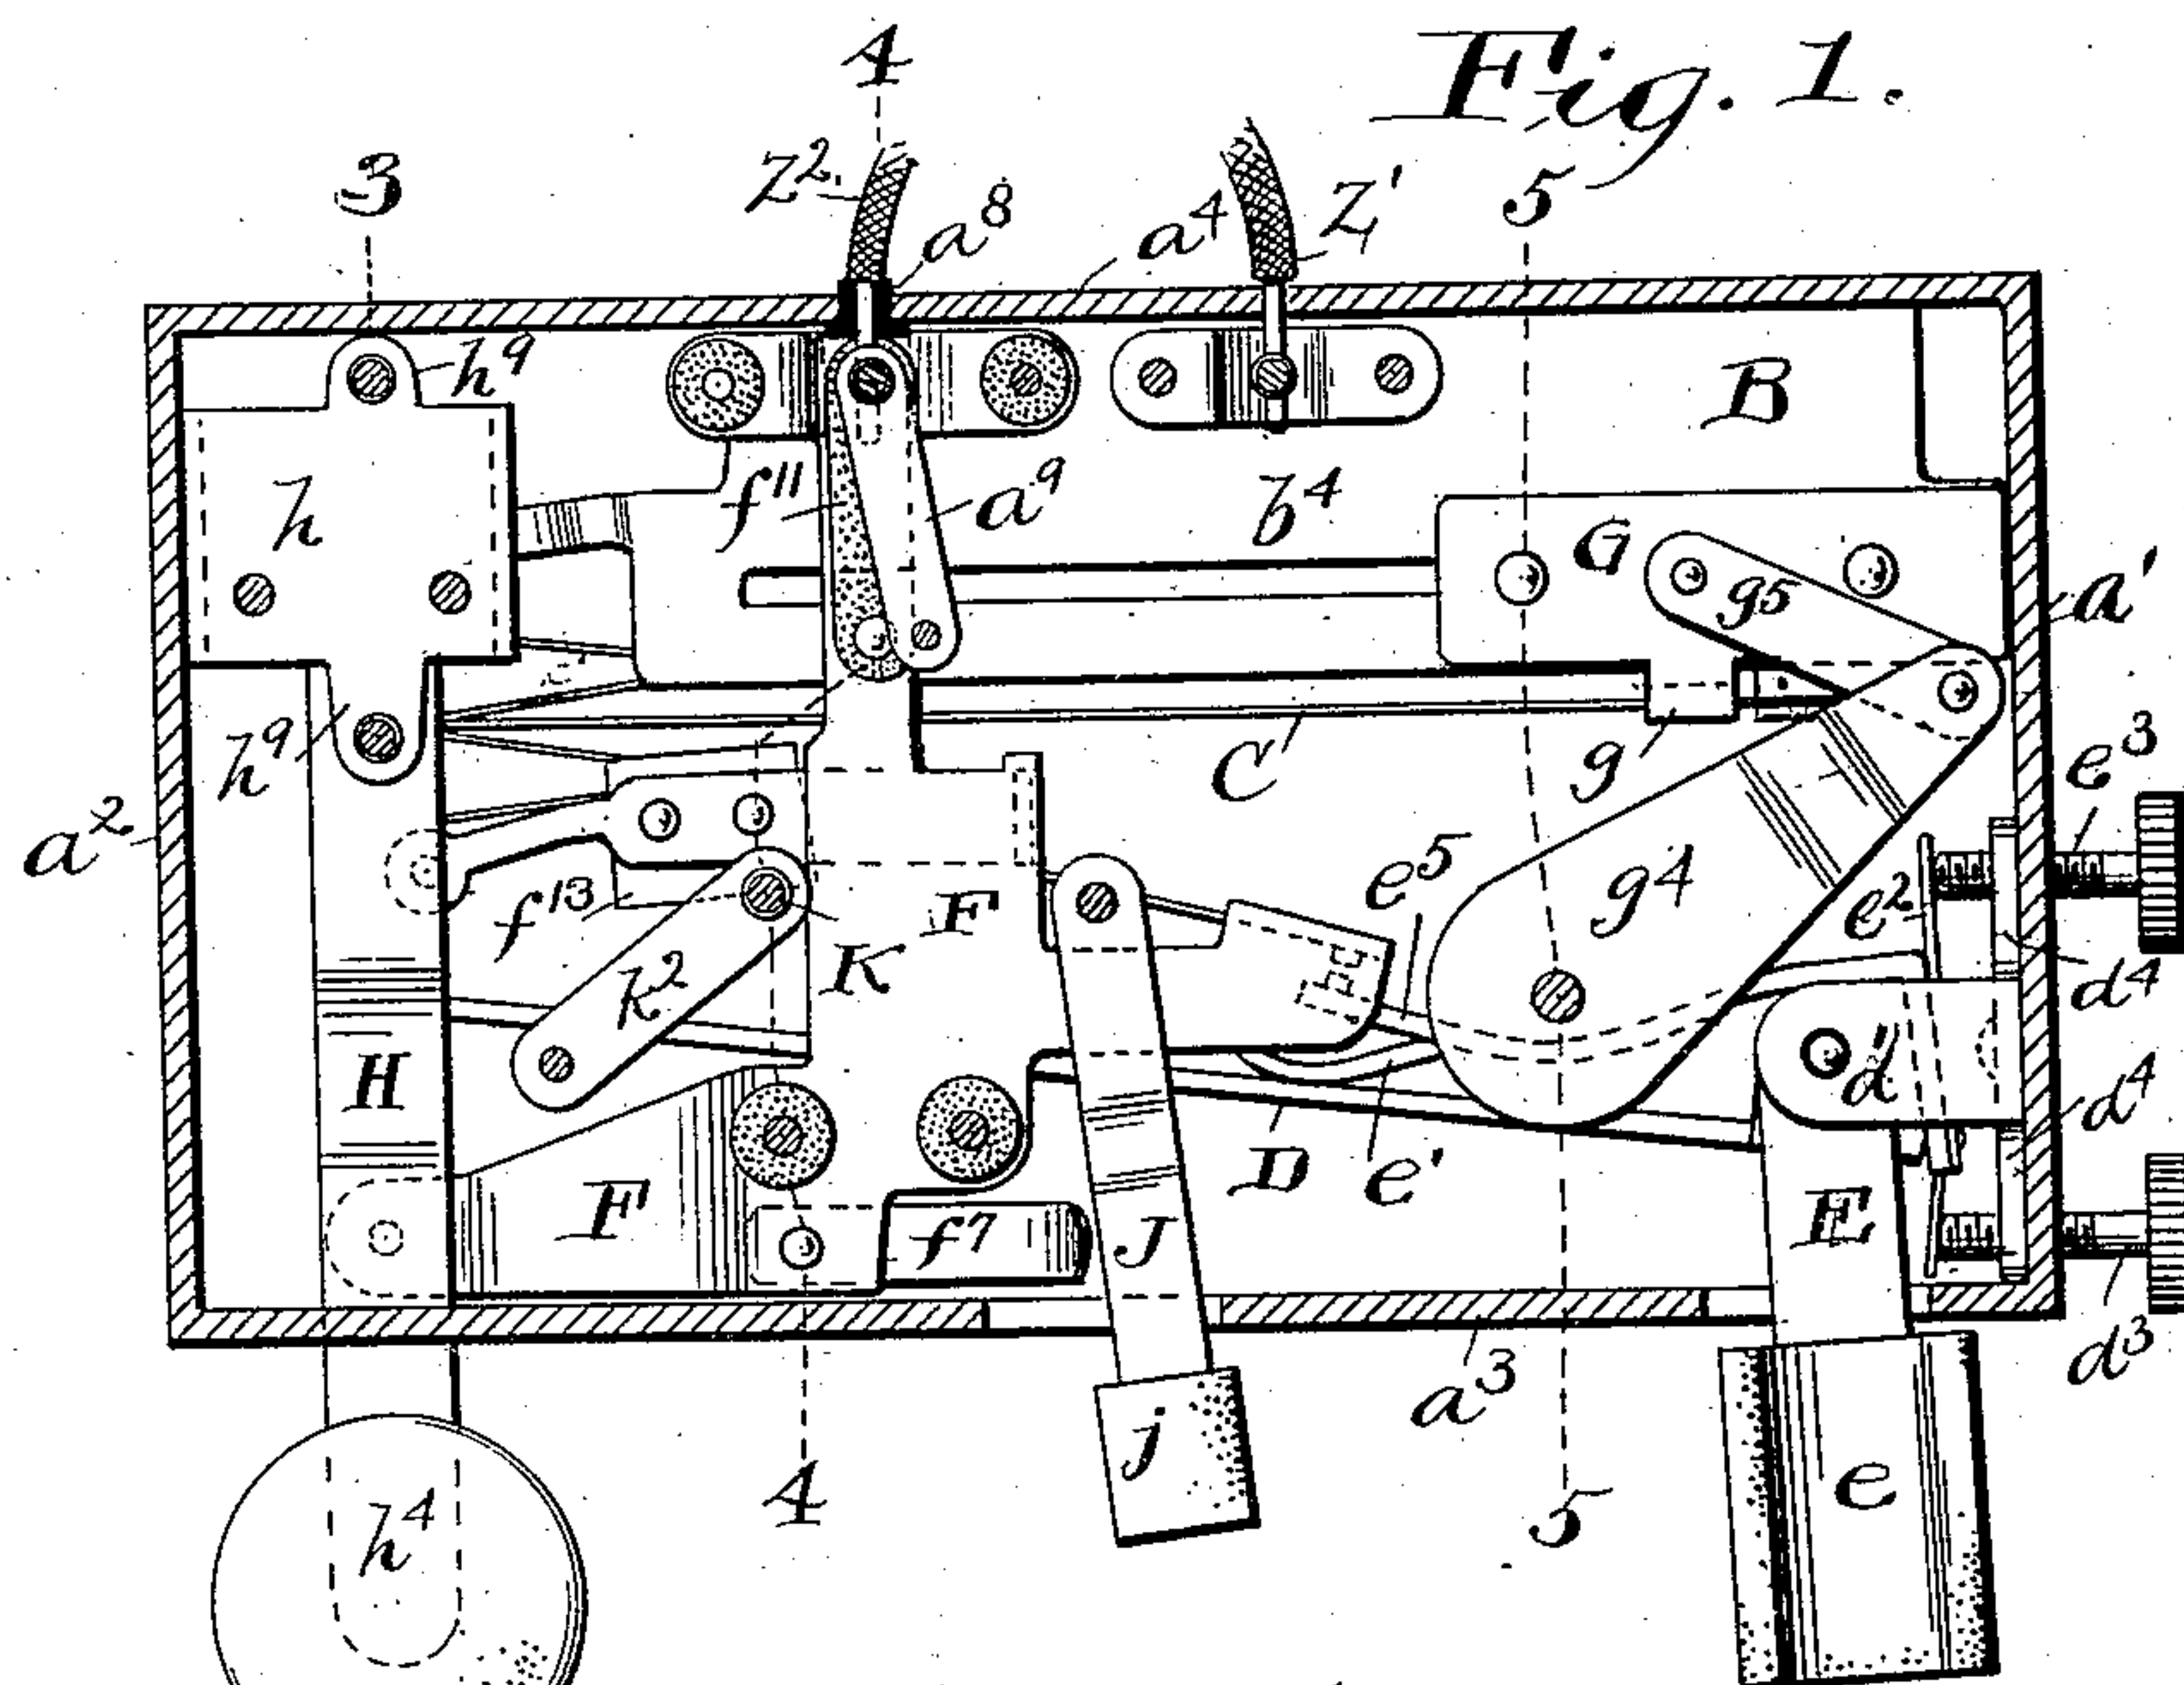 Fig. 1.
4
3
z².
a⁸
a⁴
z'
5
h⁹
B
h
f¹¹
a⁹
b⁴
G
g⁵
a'
h⁹
C
g
e³
a²
f¹³
F
e⁵
g⁴
e²
K
k²
d⁴
H
d'
d⁴
D
e'
F'
f⁷
J
E
a³
d³
j
h⁴
4
5
e